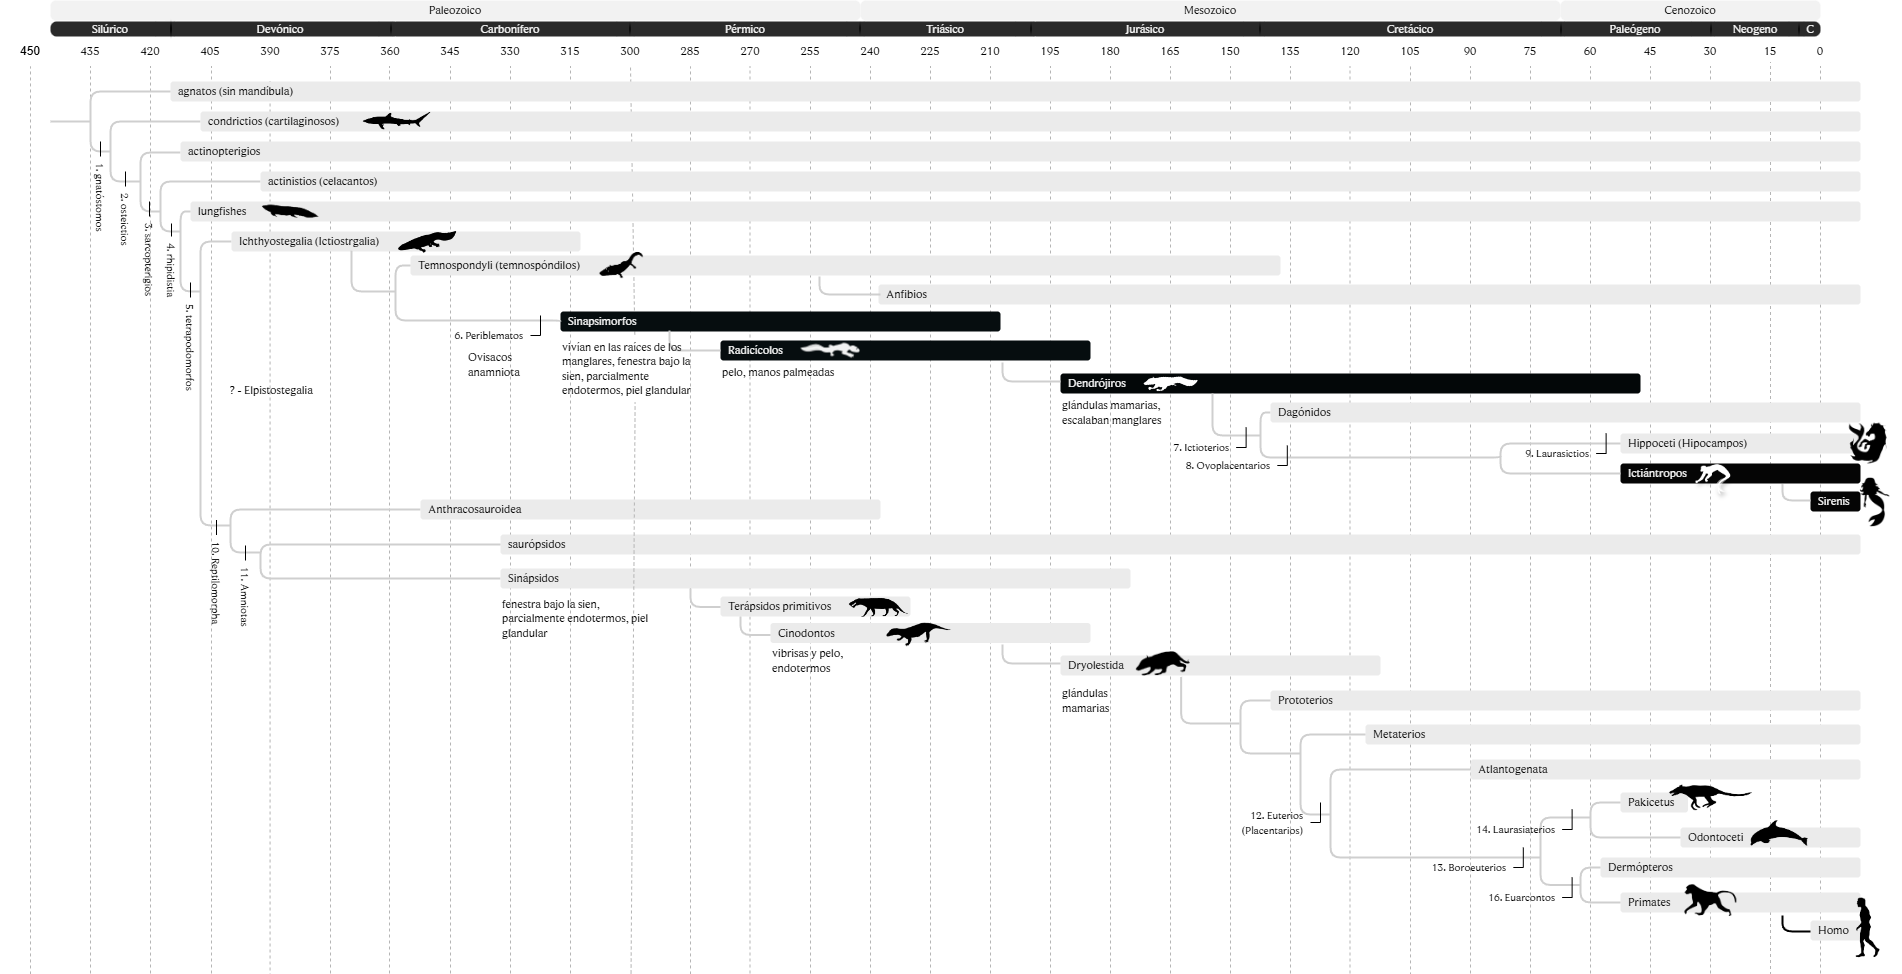 Paleozoico Mesozoico Cenozoico
Silúrico Devónico Carbonífero Pérmico Triásico Jurásico Cretácico Paleógeno Neogeno C
450 435 420 405 390 375 360 345 330 315 300 285 270 255 240 225 210 195 180 165 150 135 120 105 90 75 60 45 30 15 0
agnatos (sin mandíbula)
condrictios (cartilaginosos)
actinopterigios
1. gnatóstomos
actinistios (celacantos)
2. osteictios
lungfishes
3. sarcopterigios
Ichthyostegalia (Ictiostrgalia)
4. rhipidistia
Temnospondyli (temnospóndilos)
Anfibios
5. tetrapodomorfos
Sinapsimorfos
6. Periblematos
Ovisacos
anamniota
vivian en las raices de los
manglares, fenestra bajo la
sien, parcialmente
endotermos, piel glandular
Radicícolos
pelo, manos palmeadas
Dendrójiros
? - Elpistostegalia
glándulas mamarias,
escalaban manglares
Dagónidos
7. Ictioterios
8. Ovoplacentarios
9. Laurasictios
Hippoceti (Hipocampos)
Ictiántropos
Sirenis
Anthracosauroidea
saurópsidos
10. Reptilomorpha
11. Amniotas
Sinápsidos
fenestra bajo la sien,
parcialmente endotermos, piel
glandular
Terápsidos primitivos
Cinodontos
vibrisas y pelo,
endotermos
Dryolestida
glándulas
mamarias
Prototerios
Metaterios
Atlantogenata
Pakicetus
12. Euterios
(Placentarios)
14. Laurasiaterios
Odontoceti
13. Boroeuterios
Dermópteros
16. Euarcontos
Primates
Homo